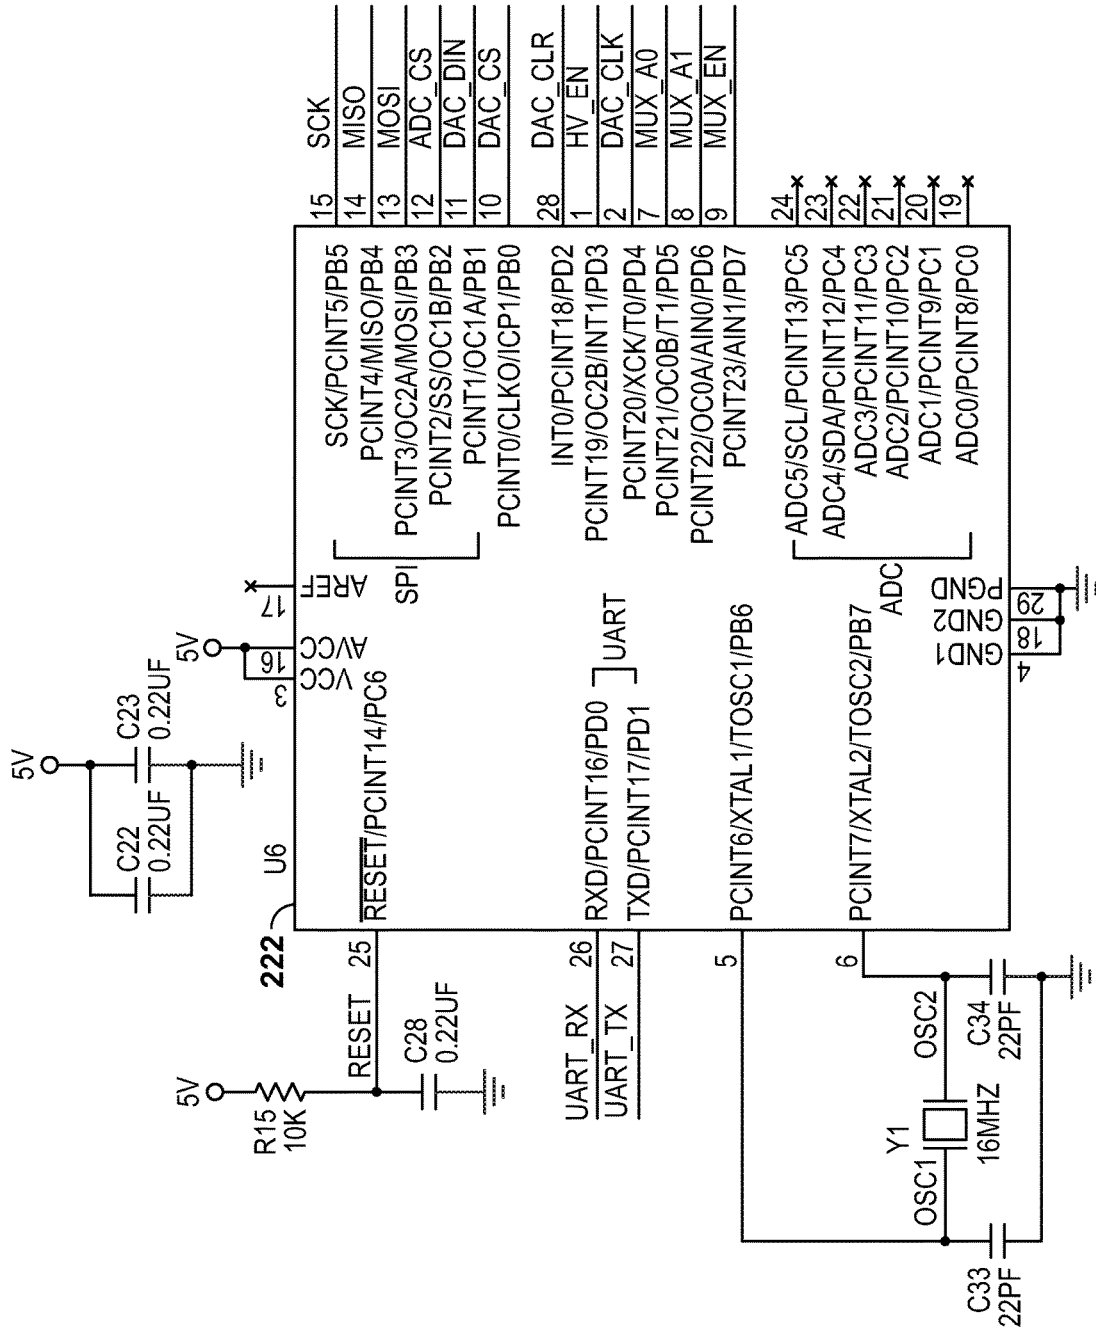 5V
C22
0.22UF
C23
0.22UF
5V
R15
10K
RESET
C28
0.22UF
222
U6
5V
3
VCC
16
AVCC
17
AREF
25
RESET/PCINT14/PC6
UART_RX
26
RXD/PCINT16/PD0
UART_TX
27
TXD/PCINT17/PD1
UART
5
PCINT6/XTAL1/TOSC1/PB6
6
PCINT7/XTAL2/TOSC2/PB7
SPI
SCK/PCINT5/PB5 15 SCK
PCINT4/MISO/PB4 14 MISO
PCINT3/OC2A/MOSI/PB3 13 MOSI
PCINT2/SS/OC1B/PB2 12 ADC_CS
PCINT1/OC1A/PB1 11 DAC_DIN
PCINT0/CLKO/ICP1/PB0 10 DAC_CS
INT0/PCINT18/PD2 28 DAC_CLR
PCINT19/OC2B/INT1/PD3 1 HV_EN
PCINT20/XCK/T0/PD4 2 DAC_CLK
PCINT21/OC0B/T1/PD5 7 MUX_A0
PCINT22/OC0A/AIN0/PD6 8 MUX_A1
PCINT23/AIN1/PD7 9 MUX_EN
ADC
ADC5/SCL/PCINT13/PC5 24
ADC4/SDA/PCINT12/PC4 23
ADC3/PCINT11/PC3 22
ADC2/PCINT10/PC2 21
ADC1/PCINT9/PC1 20
ADC0/PCINT8/PC0 19
GND1
4
GND2
18
PGND
29
Y1
OSC1
OSC2
16MHZ
C33
22PF
C34
22PF